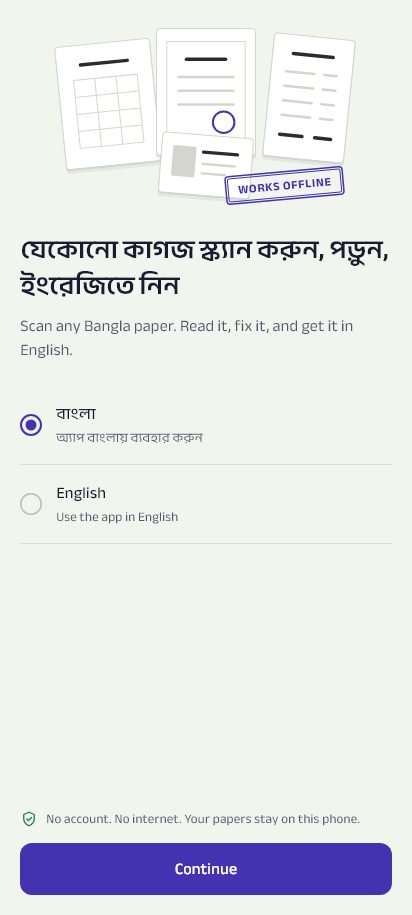 WORKS OFFLINE
যেকোনো কাগজ স্ক্যান করুন, পড়ুন,
ইংরেজিতে নিন
Scan any Bangla paper. Read it, fix it, and get it in
English.
বাংলা
অ্যাপ বাংলায় ব্যবহার করুন
English
Use the app in English
No account. No internet. Your papers stay on this phone.
Continue